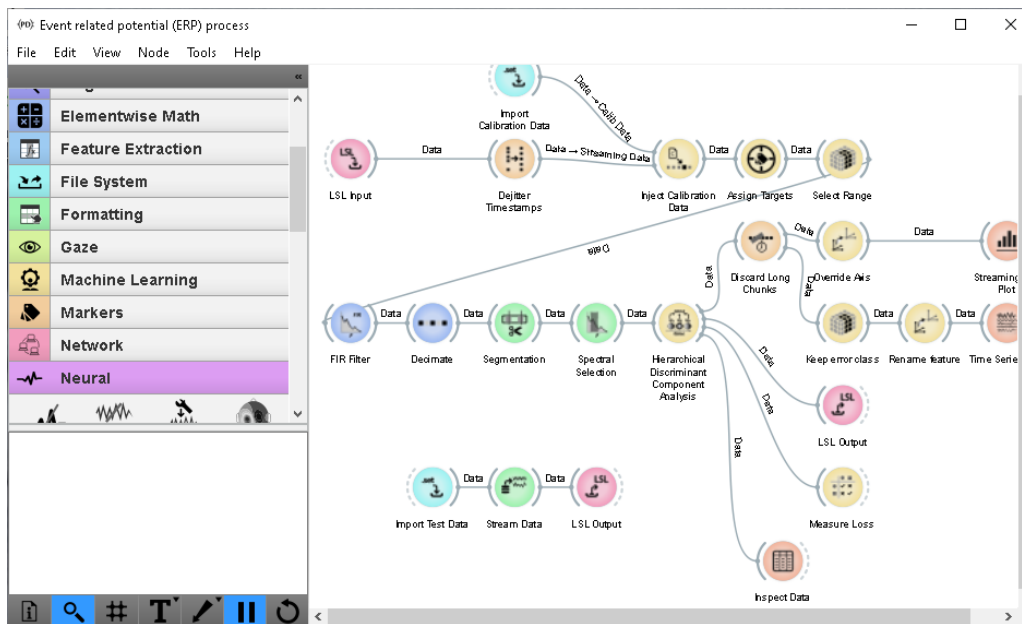 (PD): Event related potential (ERP) process
File Edit View Node Tools Help
Elementwise Math
Feature Extraction
File System
Formatting
Gaze
Machine Learning
Markers
Network
Neural
Import
Calibration Data
Data → Calib Data
LSL
LSL Input
Data
Dejitter
Timestamps
Data → Streaming Data
Inject Calibration
Data
Data
Assign Targets
Data
Select Range
Data
FIR Filter
Data
Decimate
Data
Segmentation
Data
Spectral
Selection
Data
Hierarchical
Discriminant
Component
Analysis
Data
Discard Long
Chunks
Data
Override Axis
Data
Streaming
Plot
Data
Keep error class
Data
Rename feature
Data
Time Serie
Data
LSL
LSL Output
Data
Measure Loss
Data
Inspect Data
Import Test Data
Data
Stream Data
Data
LSL
LSL Output